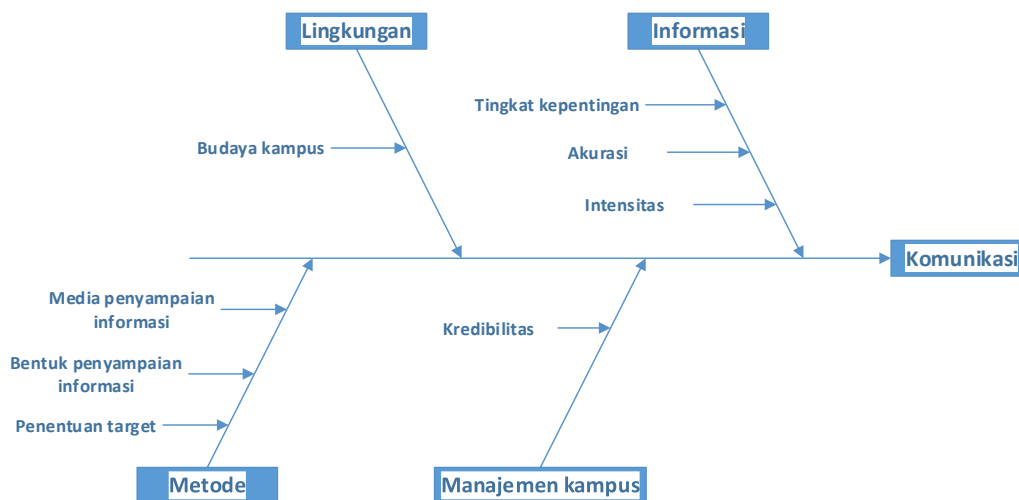 Lingkungan
Informasi
Tingkat kepentingan
Budaya kampus
Akurasi
Intensitas
Komunikasi
Media penyampaian
informasi
Kredibilitas
Bentuk penyampaian
informasi
Penentuan target
Metode
Manajemen kampus